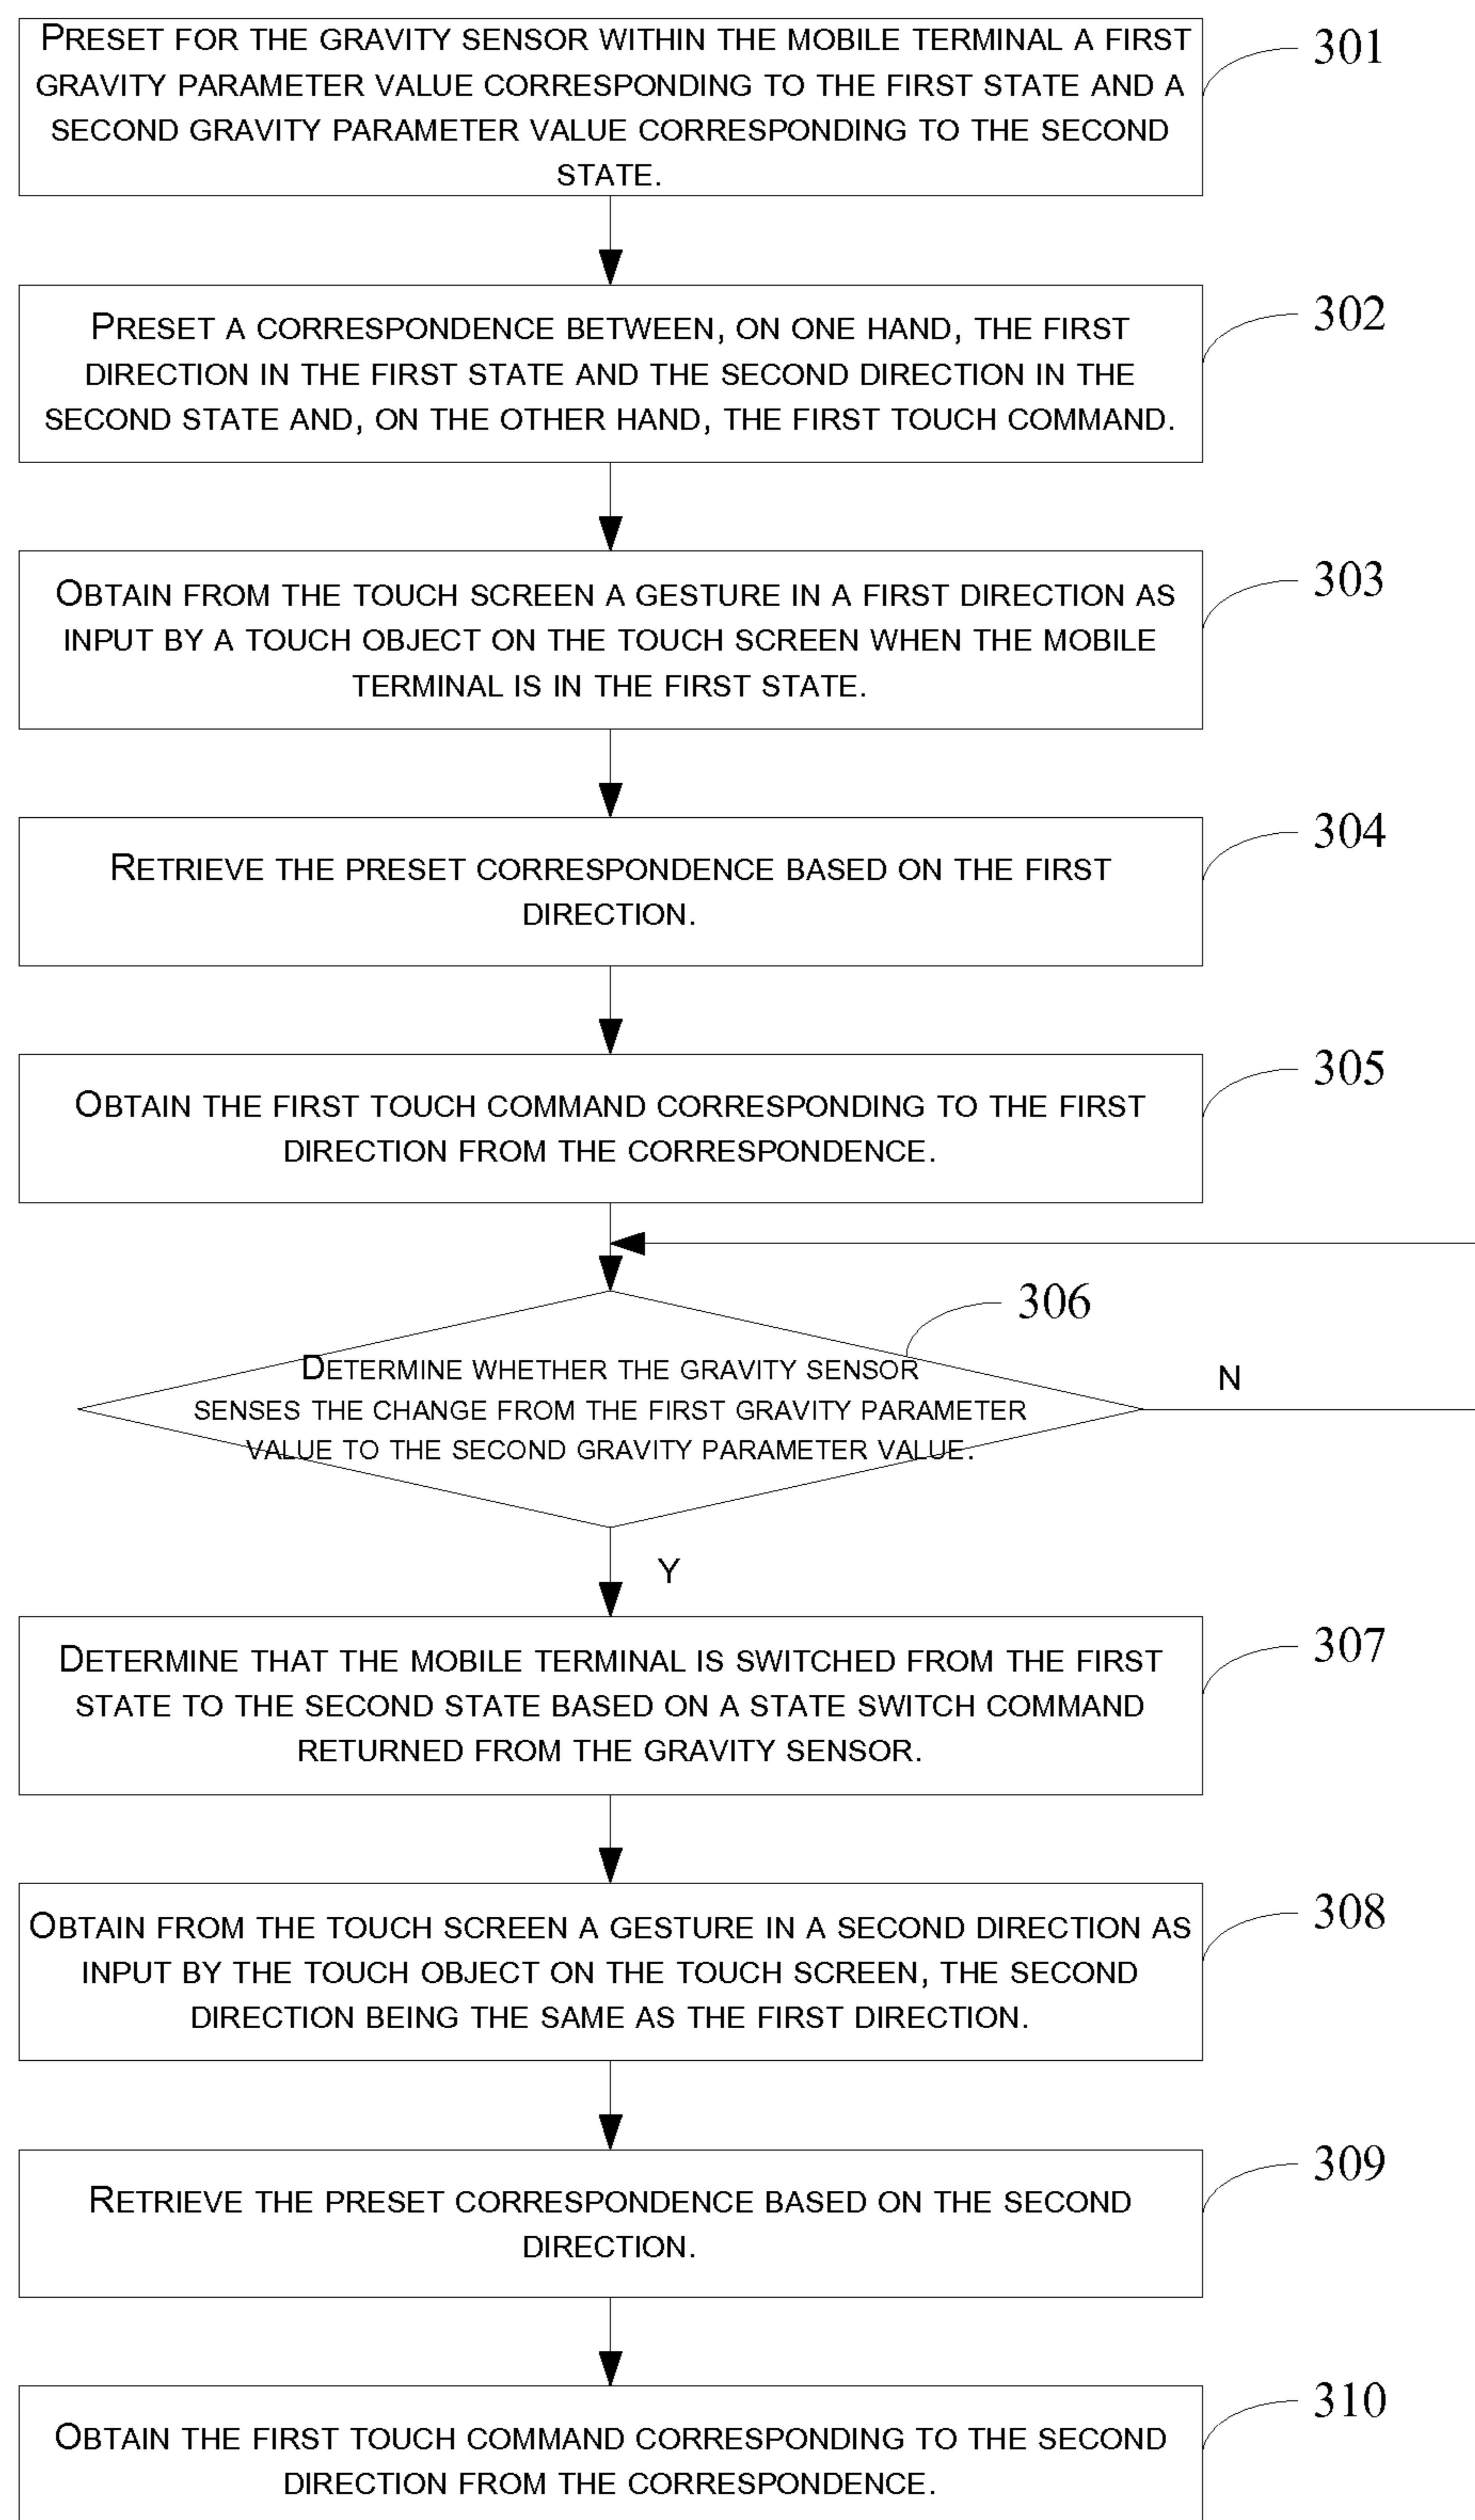 PRESET FOR THE GRAVITY SENSOR WITHIN THE MOBILE TERMINAL A FIRST
GRAVITY PARAMETER VALUE CORRESPONDING TO THE FIRST STATE AND A
SECOND GRAVITY PARAMETER VALUE CORRESPONDING TO THE SECOND
STATE.
301
PRESET A CORRESPONDENCE BETWEEN, ON ONE HAND, THE FIRST
DIRECTION IN THE FIRST STATE AND THE SECOND DIRECTION IN THE
SECOND STATE AND, ON THE OTHER HAND, THE FIRST TOUCH COMMAND.
302
OBTAIN FROM THE TOUCH SCREEN A GESTURE IN A FIRST DIRECTION AS
INPUT BY A TOUCH OBJECT ON THE TOUCH SCREEN WHEN THE MOBILE
TERMINAL IS IN THE FIRST STATE.
303
RETRIEVE THE PRESET CORRESPONDENCE BASED ON THE FIRST
DIRECTION.
304
OBTAIN THE FIRST TOUCH COMMAND CORRESPONDING TO THE FIRST
DIRECTION FROM THE CORRESPONDENCE.
305
306
DETERMINE WHETHER THE GRAVITY SENSOR
SENSES THE CHANGE FROM THE FIRST GRAVITY PARAMETER
VALUE TO THE SECOND GRAVITY PARAMETER VALUE.
N
Y
DETERMINE THAT THE MOBILE TERMINAL IS SWITCHED FROM THE FIRST
STATE TO THE SECOND STATE BASED ON A STATE SWITCH COMMAND
RETURNED FROM THE GRAVITY SENSOR.
307
OBTAIN FROM THE TOUCH SCREEN A GESTURE IN A SECOND DIRECTION AS
INPUT BY THE TOUCH OBJECT ON THE TOUCH SCREEN, THE SECOND
DIRECTION BEING THE SAME AS THE FIRST DIRECTION.
308
RETRIEVE THE PRESET CORRESPONDENCE BASED ON THE SECOND
DIRECTION.
309
OBTAIN THE FIRST TOUCH COMMAND CORRESPONDING TO THE SECOND
DIRECTION FROM THE CORRESPONDENCE.
310